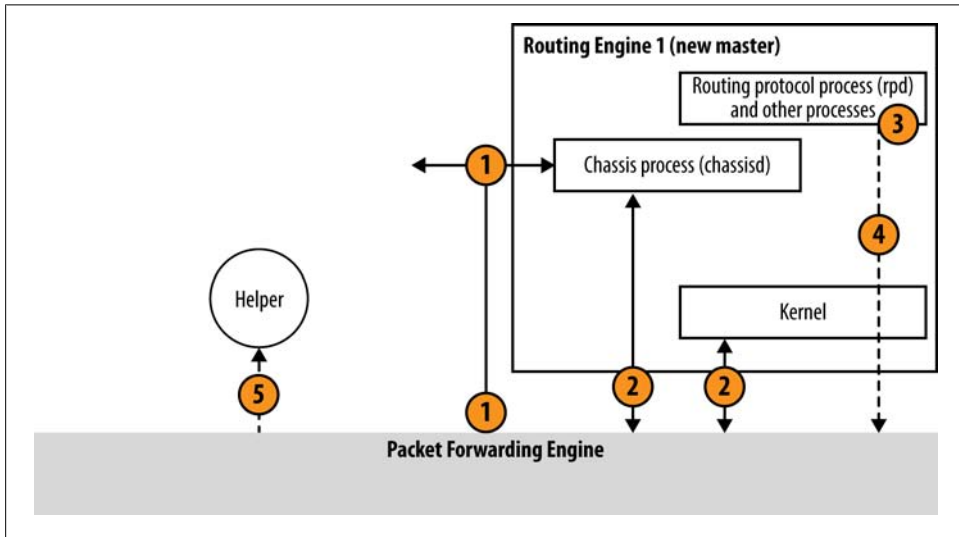 Routing Engine 1 (new master)
Routing protocol process (rpd)
and other processes
3
1
Chassis process (chassisd)
4
Helper
Kernel
5
2
2
1
Packet Forwarding Engine